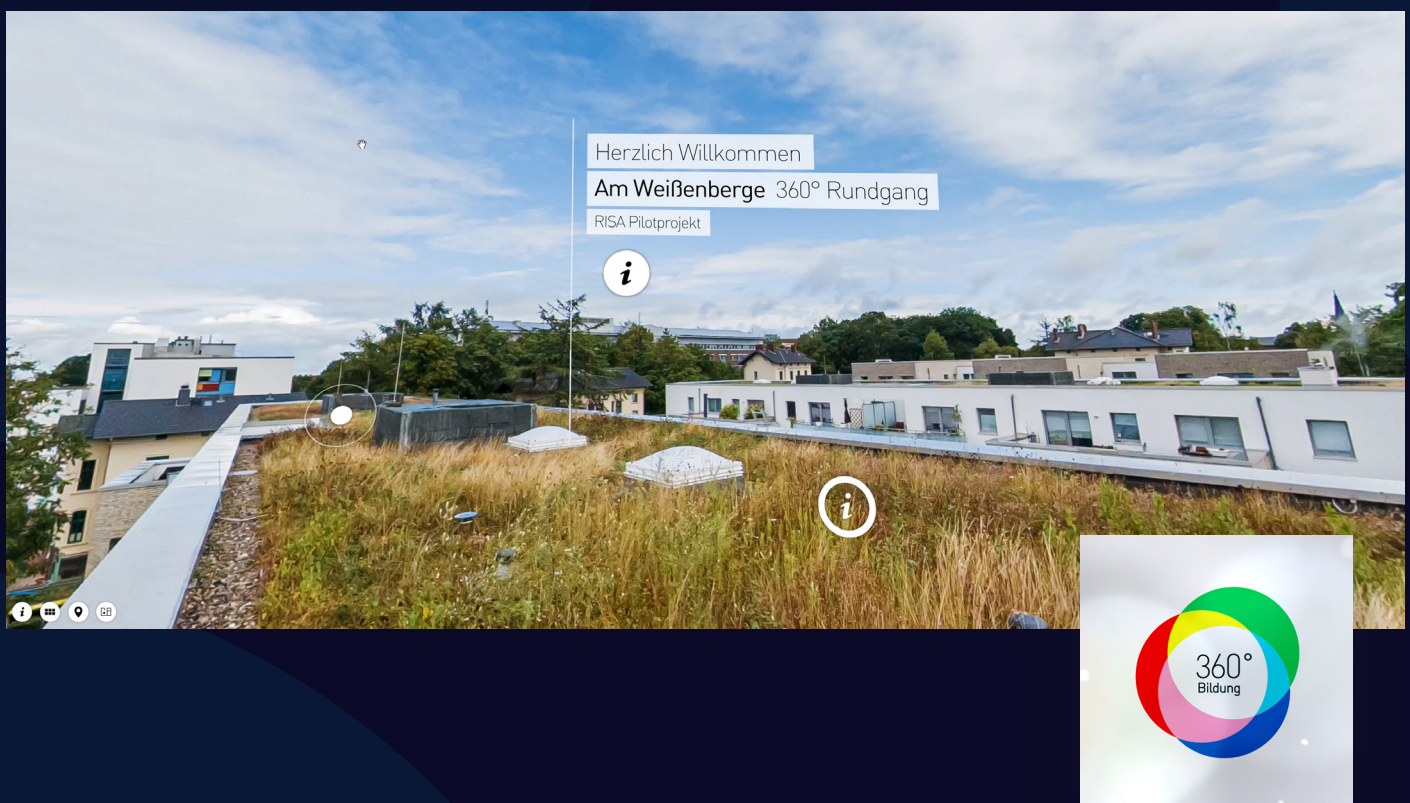 Herzlich Willkommen
Am Weißenberge 360° Rundgang
RISA Pilotprojekt
i
i
i
360°
Bildung